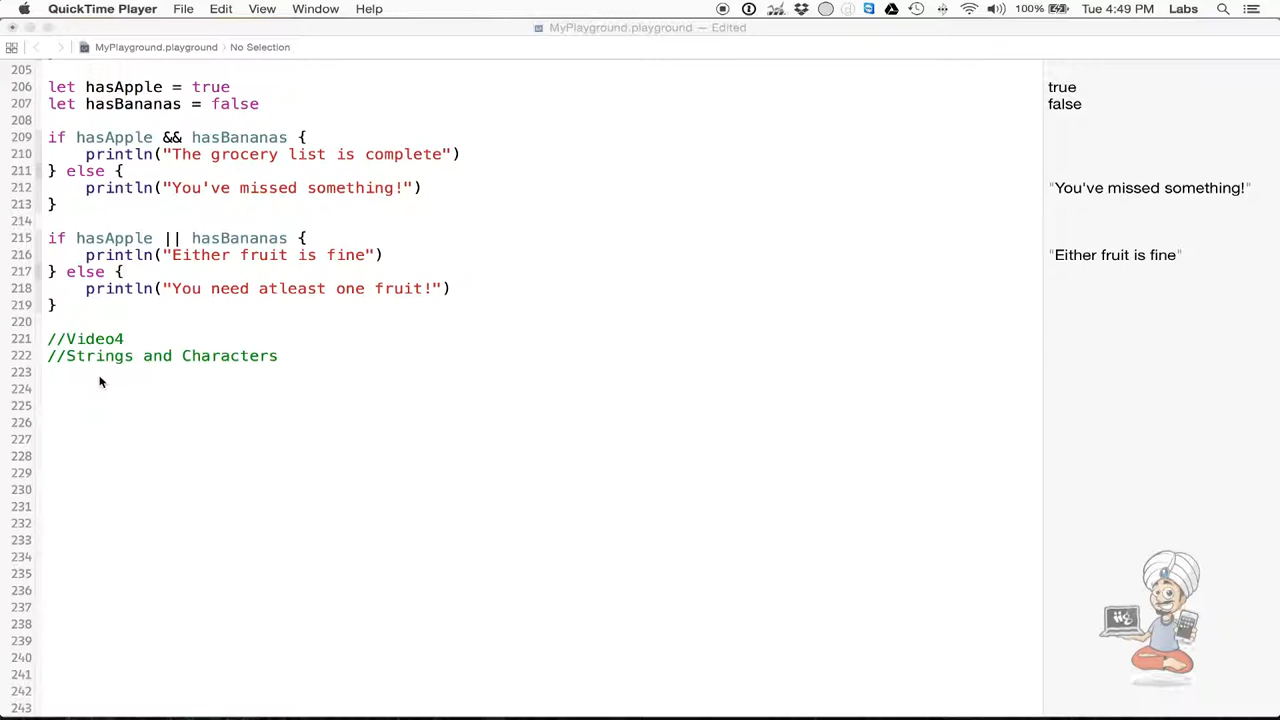 QuickTime Player File Edit View Window Help 100% Tue 4:49 PM Labs
MyPlayground.playground — Edited
MyPlayground.playground › No Selection
205
206 let hasApple = true true
207 let hasBananas = false false
208
209 if hasApple && hasBananas {
210 println("The grocery list is complete")
211 } else {
212 println("You've missed something!") "You've missed something!"
213 }
214
215 if hasApple || hasBananas {
216 println("Either fruit is fine") "Either fruit is fine"
217 } else {
218 println("You need atleast one fruit!")
219 }
220
221 //Video4
222 //Strings and Characters
223
224
225
226
227
228
229
230
231
232
233
234
235
236
237
238
239
240
241
242
243
iig